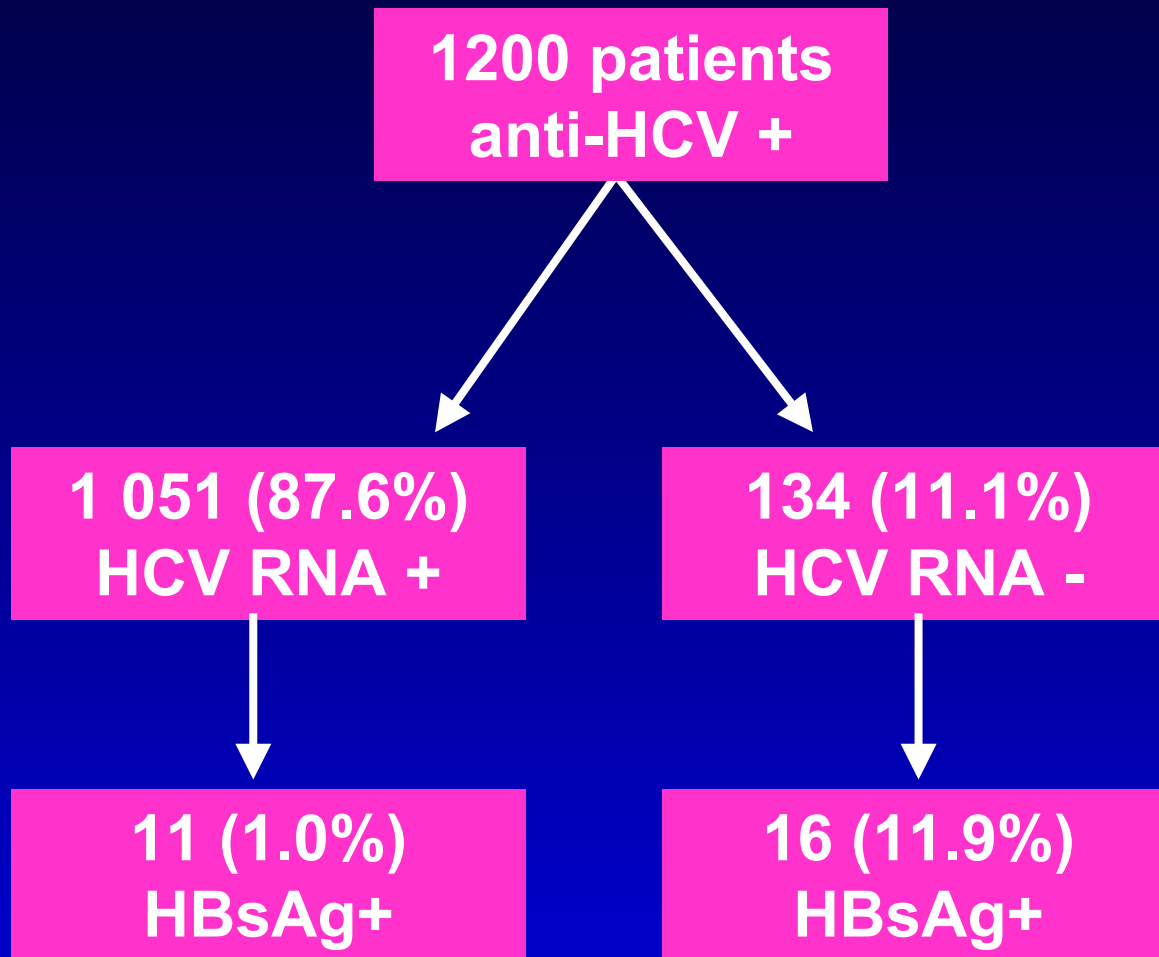 1200 patients
anti-HCV +
1 051 (87.6%)
HCV RNA +
134 (11.1%)
HCV RNA -
11 (1.0%)
HBsAg+
16 (11.9%)
HBsAg+